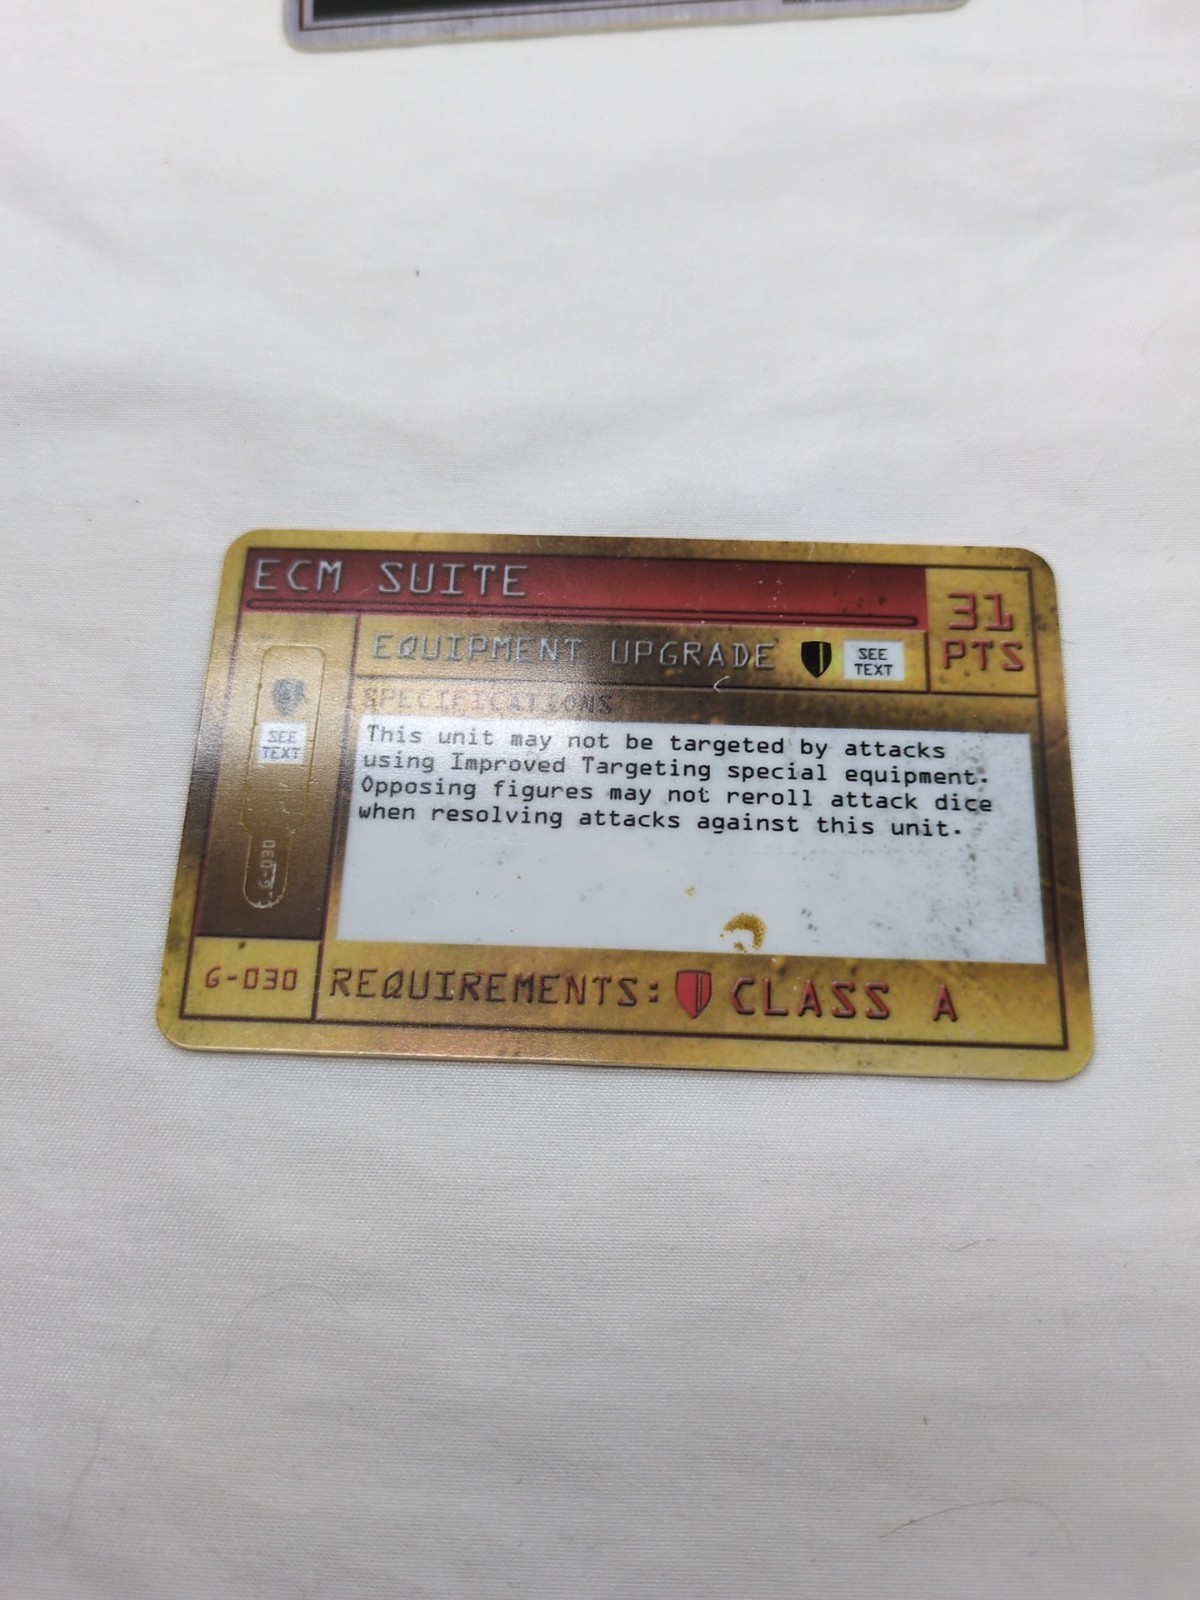 ECM SUITE
31
PTS
EQUIPMENT UPGRADE
SEE
TEXT
SPECIFICATIONS
This unit may not be targeted by attacks
using Improved Targeting special equipment.
Opposing figures may not reroll attack dice
when resolving attacks against this unit.
SEE
TEXT
G-030
G-030
REQUIREMENTS: CLASS A